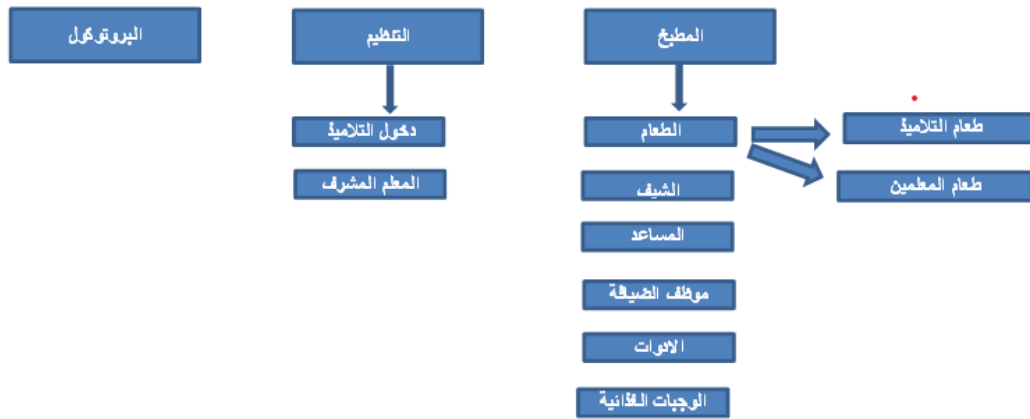 المطبخ
التنظيم
البروتوكول
طعام التلاميذ
الطعام
دخول التلاميذ
طعام المعلمين
الشيف
المعلم المشرف
المساعد
موظف الضيافة
الادوات
الوجبات الغذائية